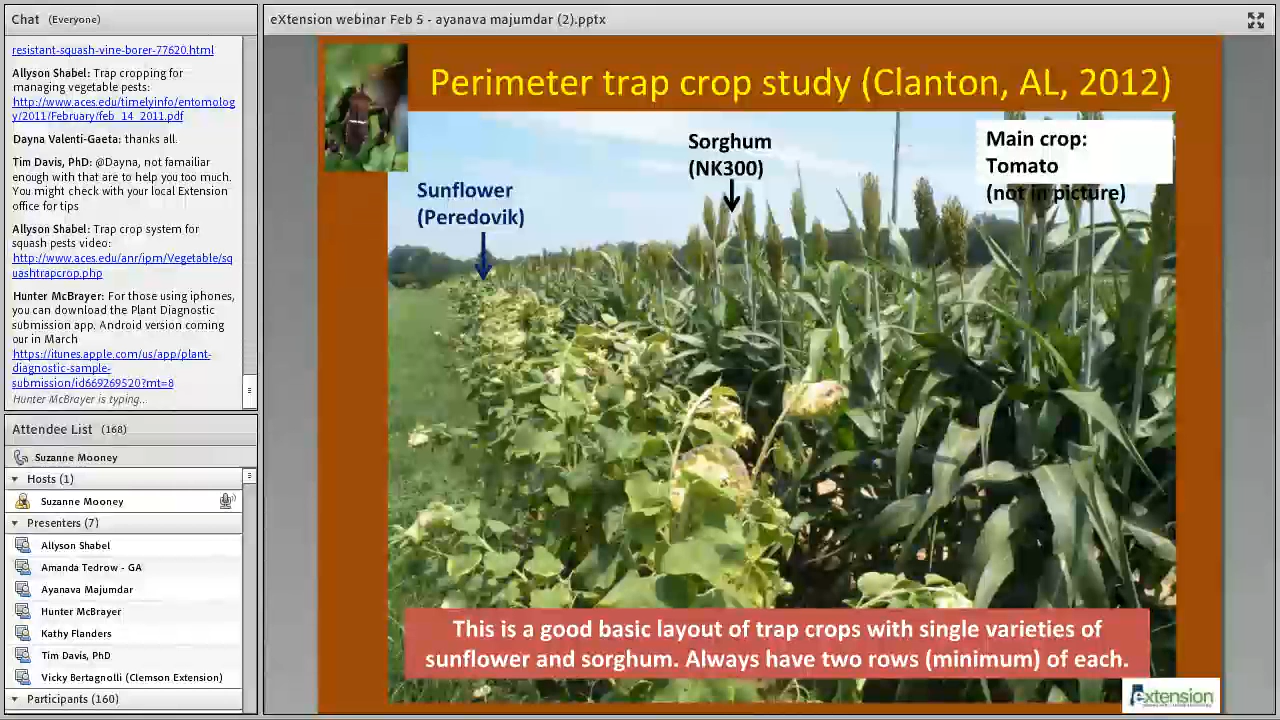 Chat (Everyone)
resistant-squash-vine-borer-77620.html
Allyson Shabel: Trap cropping for
managing vegetable pests:
http://www.aces.edu/timelyinfo/entomolog
y/2011/February/feb_14_2011.pdf
Dayna Valenti-Gaeta: thanks all.
Tim Davis, PhD: @Dayna, not familiar
enough with that are to help you too much.
You might check with your local Extension
office for tips
Allyson Shabel: Trap crop system for
squash pests video:
http://www.aces.edu/anr/ipm/Vegetable/sq
uashtrapcrop.php
Hunter McBrayer: For those using iphones,
you can download the Plant Diagnostic
submission app. Android version coming
our in March
https://itunes.apple.com/us/app/plant-
diagnostic-sample-
submission/id669269520?mt=8
Hunter McBrayer is typing...
Attendee List (168)
Suzanne Mooney
Hosts (1)
Suzanne Mooney
Presenters (7)
Allyson Shabel
Amanda Tedrow - GA
Ayanava Majumdar
Hunter McBrayer
Kathy Flanders
Tim Davis, PhD
Vicky Bertagnolli (Clemson Extension)
Participants (160)
eXtension webinar Feb 5 - ayanava majumdar (2).pptx
Perimeter trap crop study (Clanton, AL, 2012)
Sunflower
(Peredovik)
Sorghum
(NK300)
Main crop:
Tomato
(not in picture)
This is a good basic layout of trap crops with single varieties of
sunflower and sorghum. Always have two rows (minimum) of each.
extension